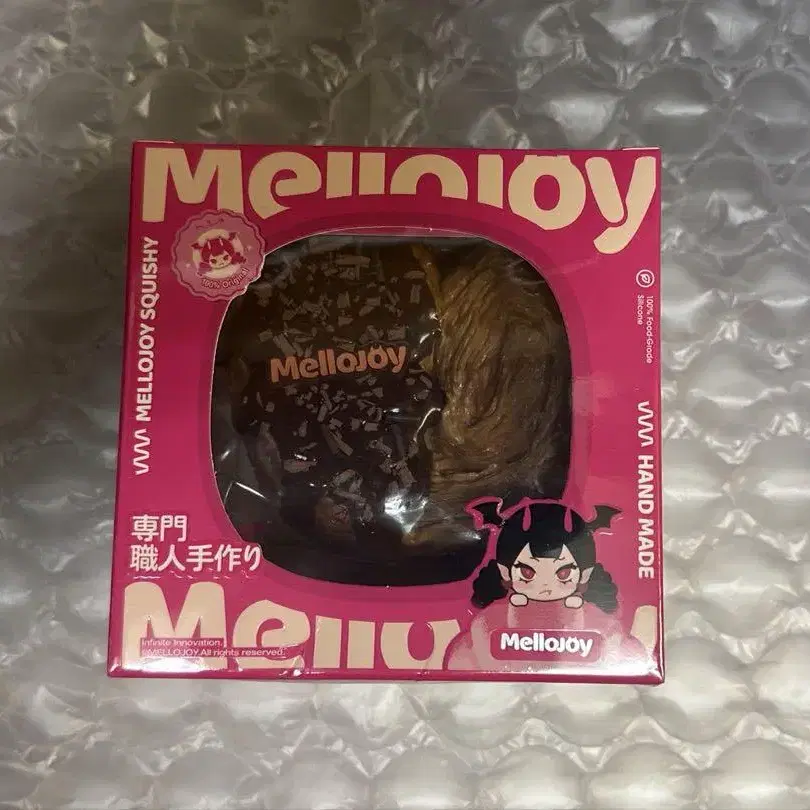 Mellojoy
100% Original
MELLOJOY SQUISHY
100% Food-Grade
Silicone
Mellojoy
HAND MADE
専門
職人手作り
Mello
Infinite Innovation.
©MELLOJOY.All rights reserved.
Mellojoy